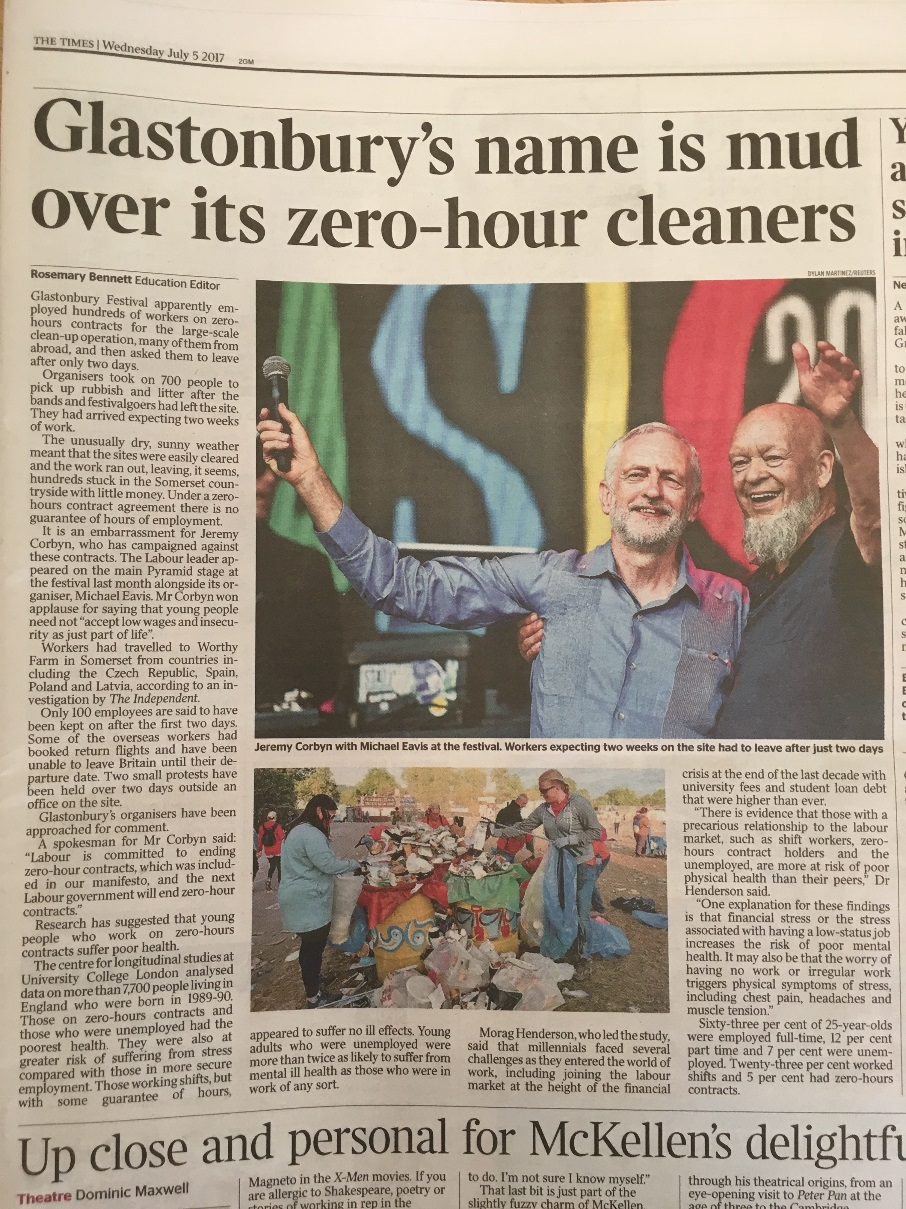 THE TIMES | Wednesday July 5 2017 2GM
Glastonbury's name is mud
over its zero-hour cleaners
Rosemary Bennett Education Editor
Glastonbury Festival apparently em-
ployed hundreds of workers on zero-
hours contracts for the large-scale
clean-up operation, many of them from
abroad, and then asked them to leave
after only two days.
Organisers took on 700 people to
pick up rubbish and litter after the
bands and festivalgoers had left the site.
They had arrived expecting two weeks
of work.
The unusually dry, sunny weather
meant that the sites were easily cleared
and the work ran out, leaving, it seems,
hundreds stuck in the Somerset coun-
tryside with little money. Under a zero-
hours contract agreement there is no
guarantee of hours of employment.
It is an embarrassment for Jeremy
Corbyn, who has campaigned against
these contracts. The Labour leader ap-
peared on the main Pyramid stage at
the festival last month alongside its or-
ganiser, Michael Eavis. Mr Corbyn won
applause for saying that young people
need not "accept low wages and insecu-
rity as just part of life".
Workers had travelled to Worthy
Farm in Somerset from countries in-
cluding the Czech Republic, Spain,
Poland and Latvia, according to an in-
vestigation by The Independent.
Only 100 employees are said to have
been kept on after the first two days.
Some of the overseas workers had
booked return flights and have been
unable to leave Britain until their de-
parture date. Two small protests have
been held over two days outside an
office on the site.
Glastonbury's organisers have been
approached for comment.
A spokesman for Mr Corbyn said:
"Labour is committed to ending
zero-hour contracts, which was includ-
ed in our manifesto, and the next
Labour government will end zero-hour
contracts."
Research has suggested that young
people who work on zero-hours
contracts suffer poor health.
The centre for longitudinal studies at
University College London analysed
data on more than 7,700 people living in
England who were born in 1989-90.
Those on zero-hours contracts and
those who were unemployed had the
poorest health. They were also at
greater risk of suffering from stress
compared with those in more secure
employment. Those working shifts, but
with some guarantee of hours,
DYLAN MARTINEZ/REUTERS
Jeremy Corbyn with Michael Eavis at the festival. Workers expecting two weeks on the site had to leave after just two days
appeared to suffer no ill effects. Young
adults who were unemployed were
more than twice as likely to suffer from
mental ill health as those who were in
work of any sort.
Morag Henderson, who led the study,
said that millennials faced several
challenges as they entered the world of
work, including joining the labour
market at the height of the financial
crisis at the end of the last decade with
university fees and student loan debt
that were higher than ever.
"There is evidence that those with a
precarious relationship to the labour
market, such as shift workers, zero-
hours contract holders and the
unemployed, are more at risk of poor
physical health than their peers," Dr
Henderson said.
"One explanation for these findings
is that financial stress or the stress
associated with having a low-status job
increases the risk of poor mental
health. It may also be that the worry of
having no work or irregular work
triggers physical symptoms of stress,
including chest pain, headaches and
muscle tension."
Sixty-three per cent of 25-year-olds
were employed full-time, 12 per cent
part time and 7 per cent were unem-
ployed. Twenty-three per cent worked
shifts and 5 per cent had zero-hours
contracts.
Up close and personal for McKellen's delightfu
Theatre Dominic Maxwell
Magneto in the X-Men movies. If you
are allergic to Shakespeare, poetry or
stories of working in rep in the
to do. I'm not sure I know myself."
That last bit is just part of the
slightly fuzzy charm of McKellen
through his theatrical origins, from an
eye-opening visit to Peter Pan at the
age of three to the Cambridge